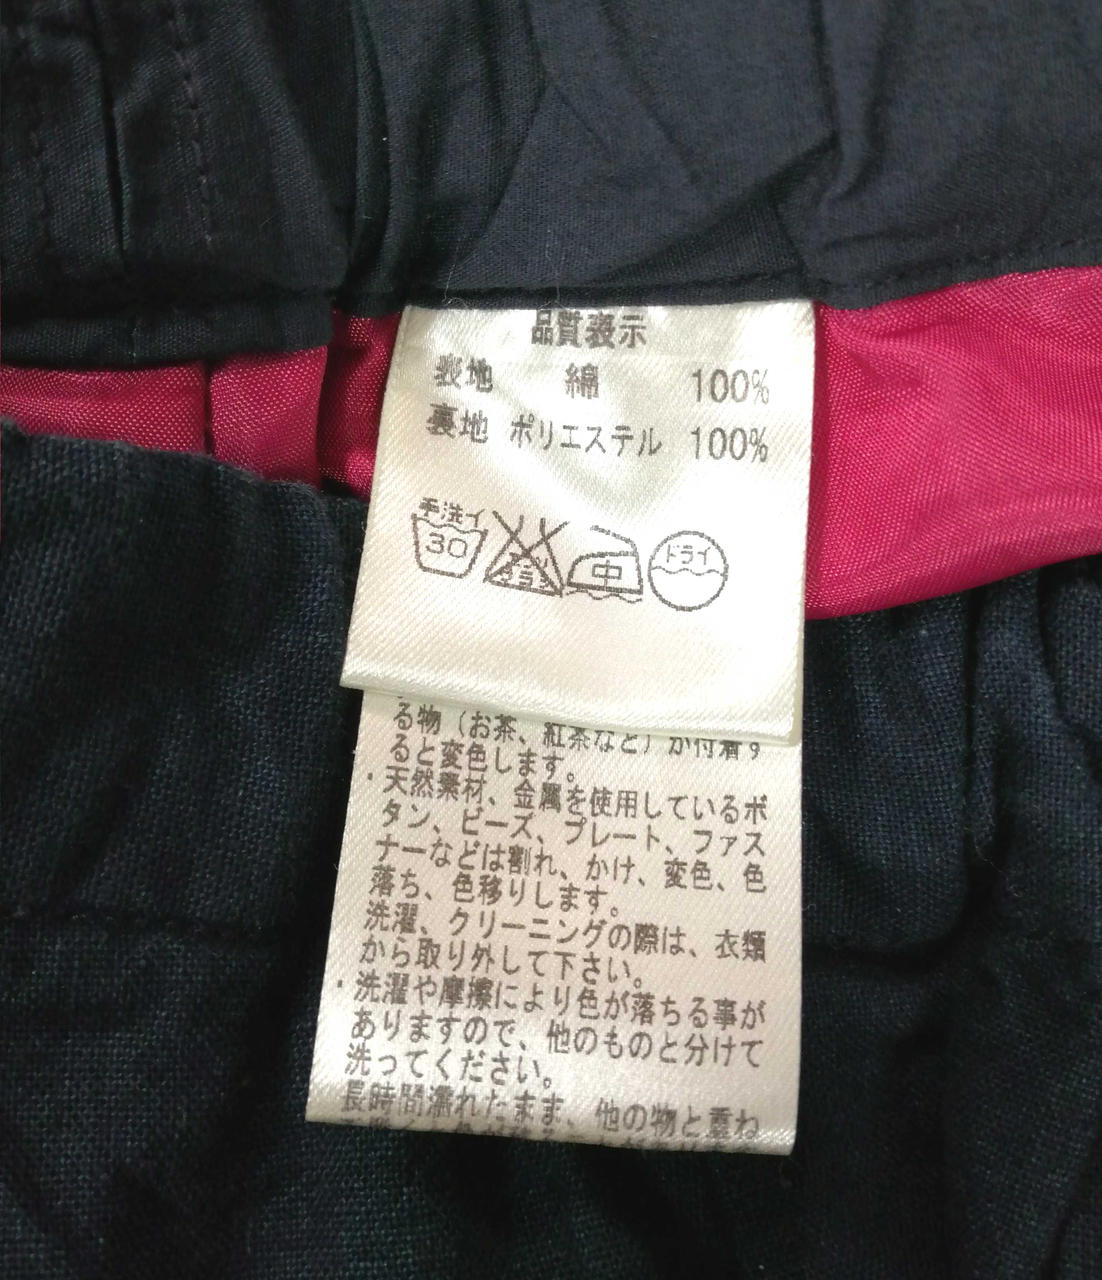 品質表示
表地 綿 100%
裏地 ポリエステル 100%
手洗イ
30
中
ドライ
る物（お茶、紅茶など）が付着す
ると変色します。
・天然素材、金属を使用しているボ
タン、ビーズ、プレート、ファス
ナーなどは割れ、かけ、変色、色
落ち、色移りします。
洗濯、クリーニングの際は、衣類
から取り外して下さい。
・洗濯や摩擦により色が落ちる事が
ありますので、他のものと分けて
洗ってください。
長時間濡れたまま、他の物と重ね